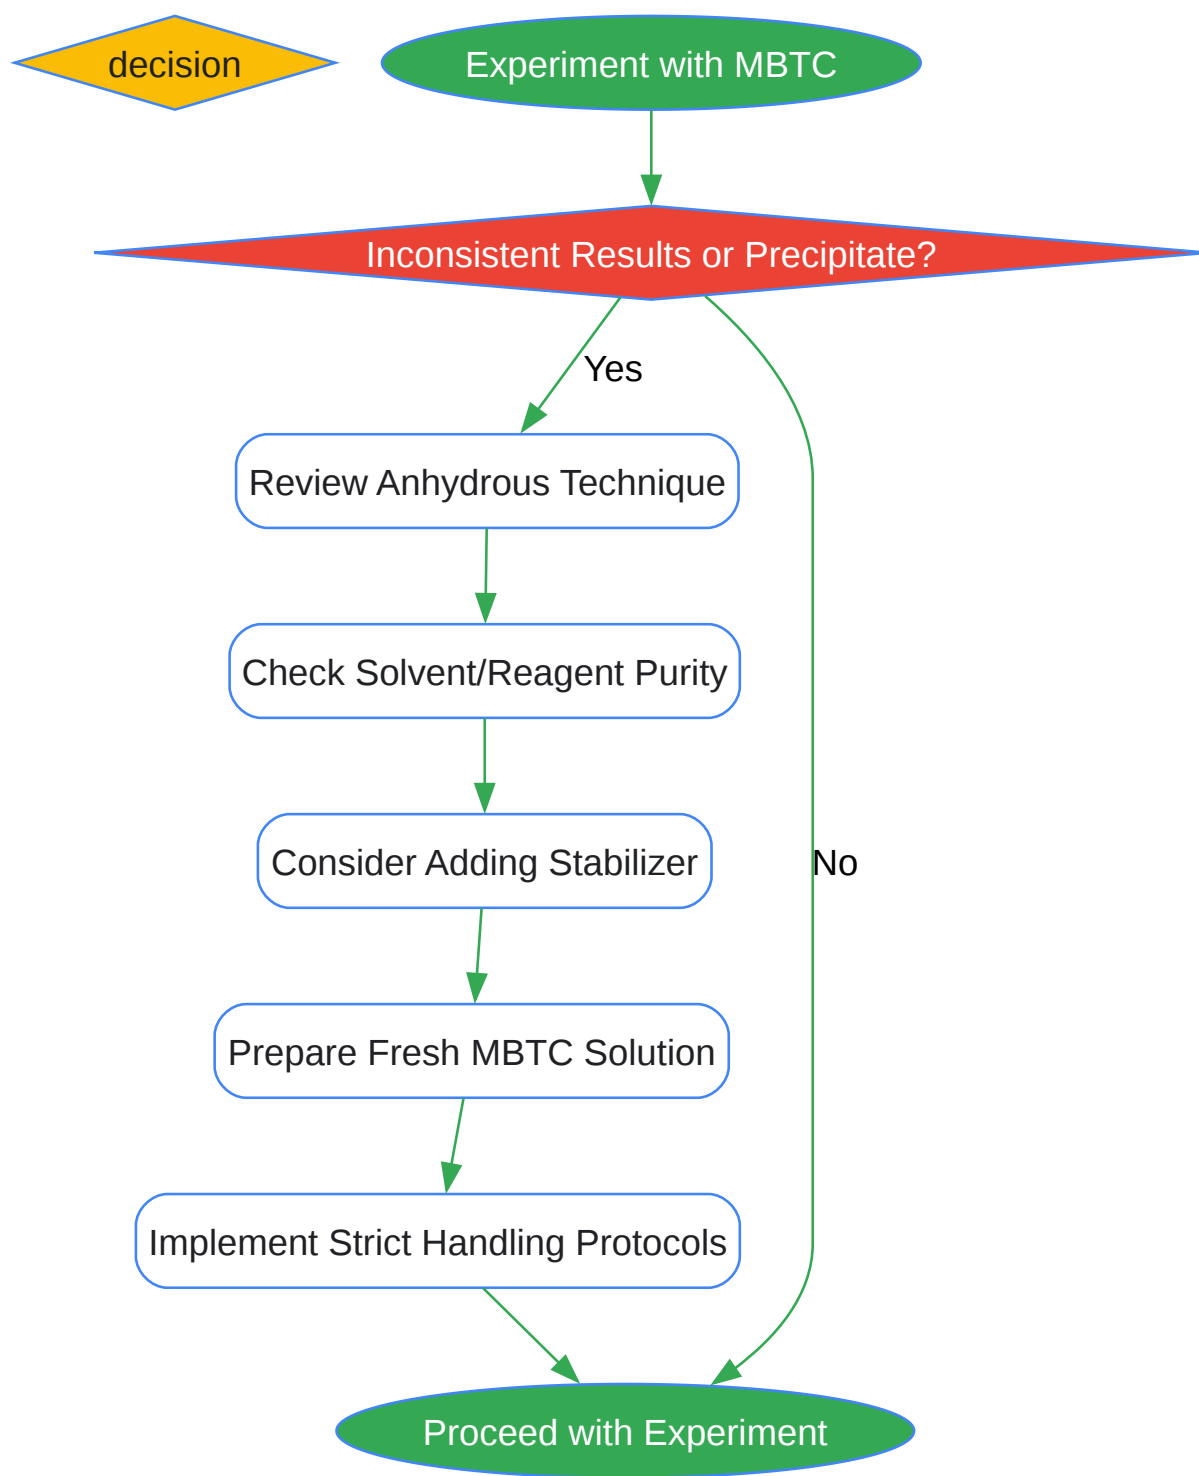 decision
Experiment with MBTC
Inconsistent Results or Precipitate?
Yes
Review Anhydrous Technique
Check Solvent/Reagent Purity
Consider Adding Stabilizer
No
Prepare Fresh MBTC Solution
Implement Strict Handling Protocols
Proceed with Experiment